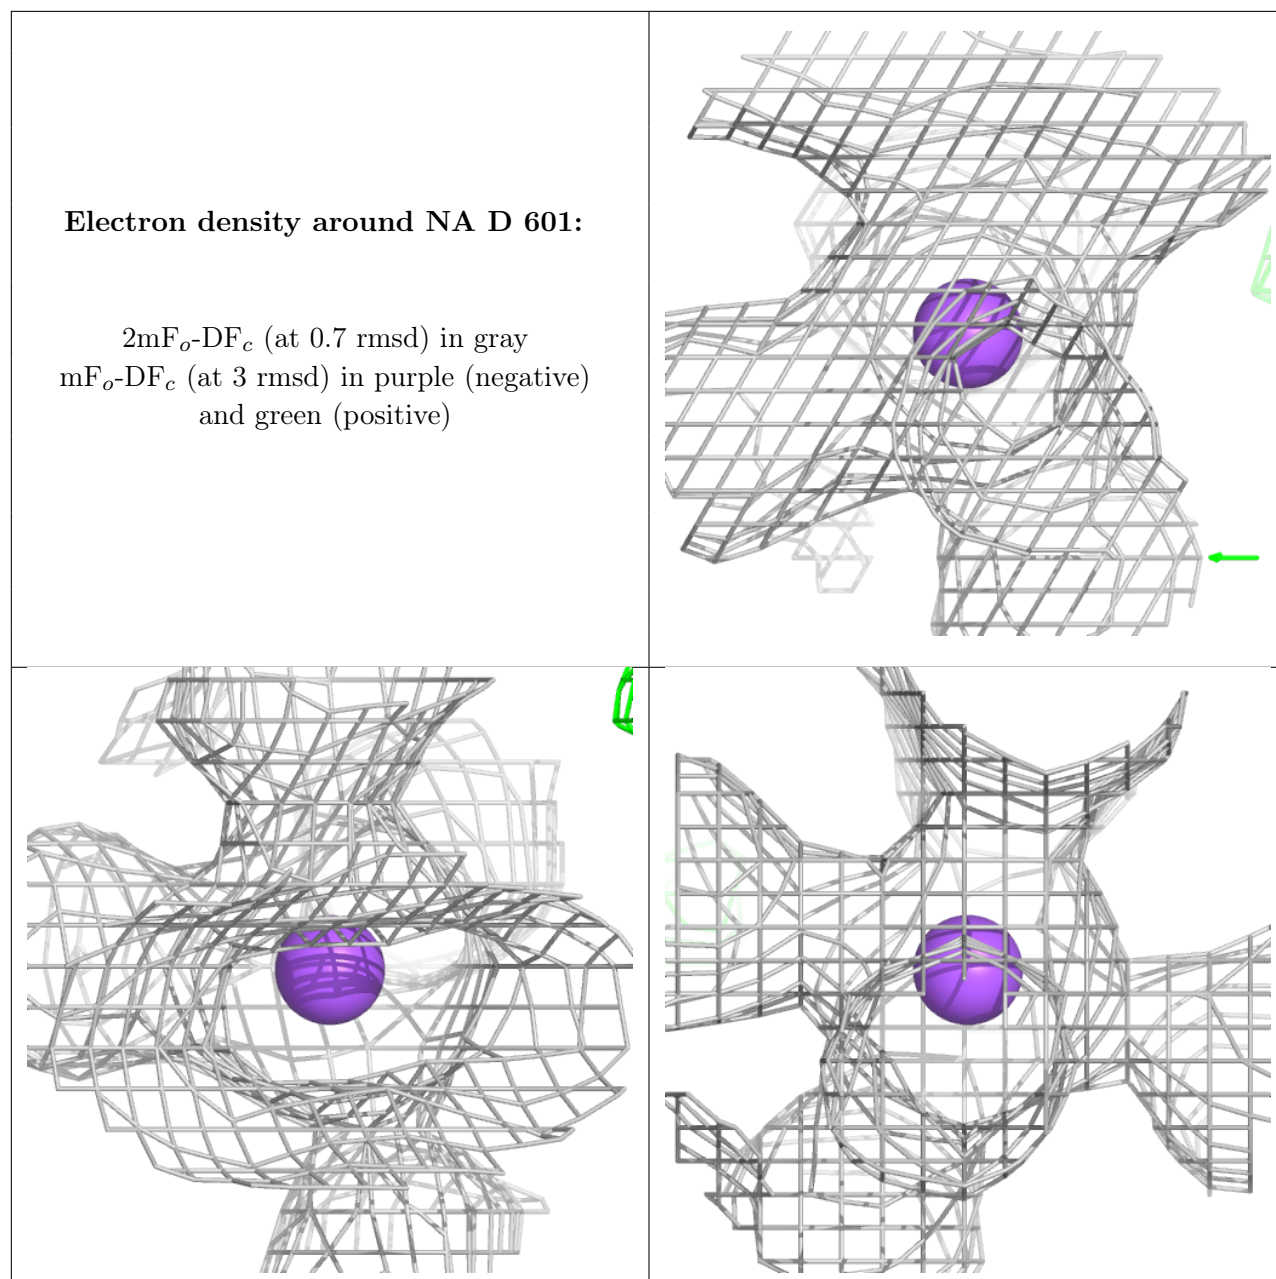 Electron density around NA D 601:
2mFo-DFc (at 0.7 rmsd) in gray
mFo-DFc (at 3 rmsd) in purple (negative)
and green (positive)